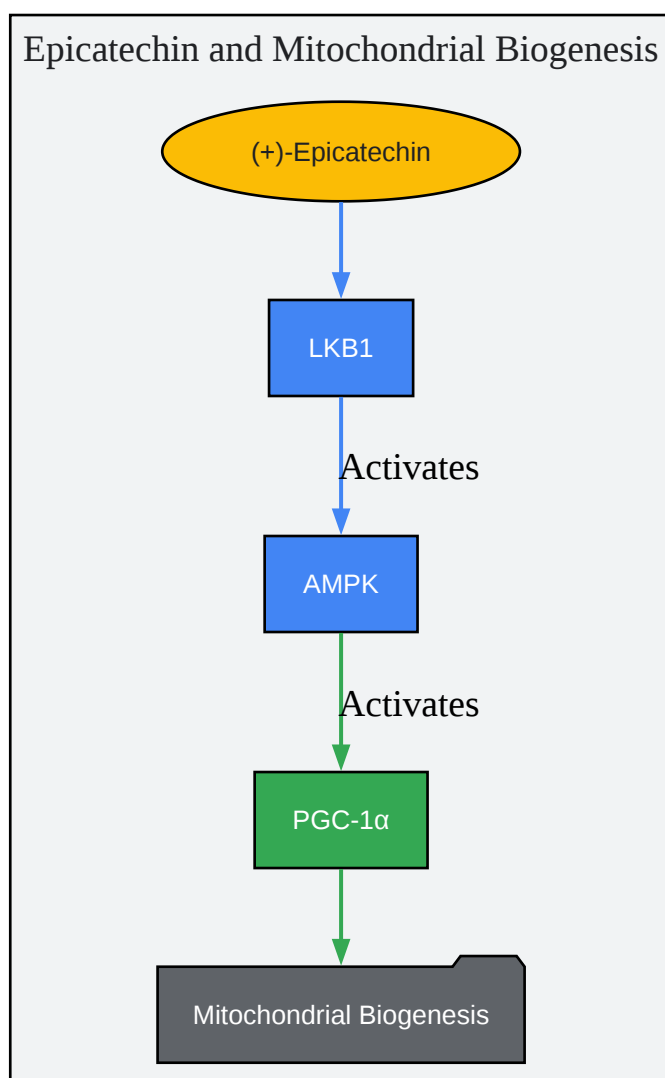 Epicatechin and Mitochondrial Biogenesis
(+)-Epicatechin
LKB1
Activates
AMPK
Activates
PGC-1α
Mitochondrial Biogenesis